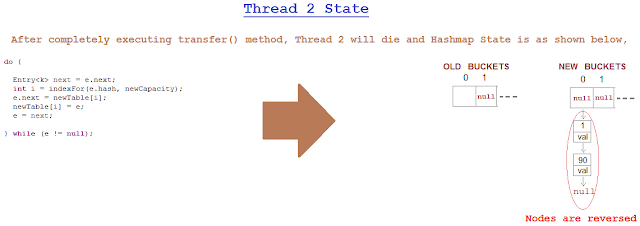 Thread 2 State
After completely executing transfer() method, Thread 2 will die and Hashmap State is as shown below,
do {
Entry<k> next = e.next;
int i = indexFor(e.hash, newCapacity);
e.next = newTable[i];
newTable[i] = e;
e = next;
} while (e != null);
OLD BUCKETS
0 1
null
NEW BUCKETS
0 1
null null
1
val
90
val
null
Nodes are reversed